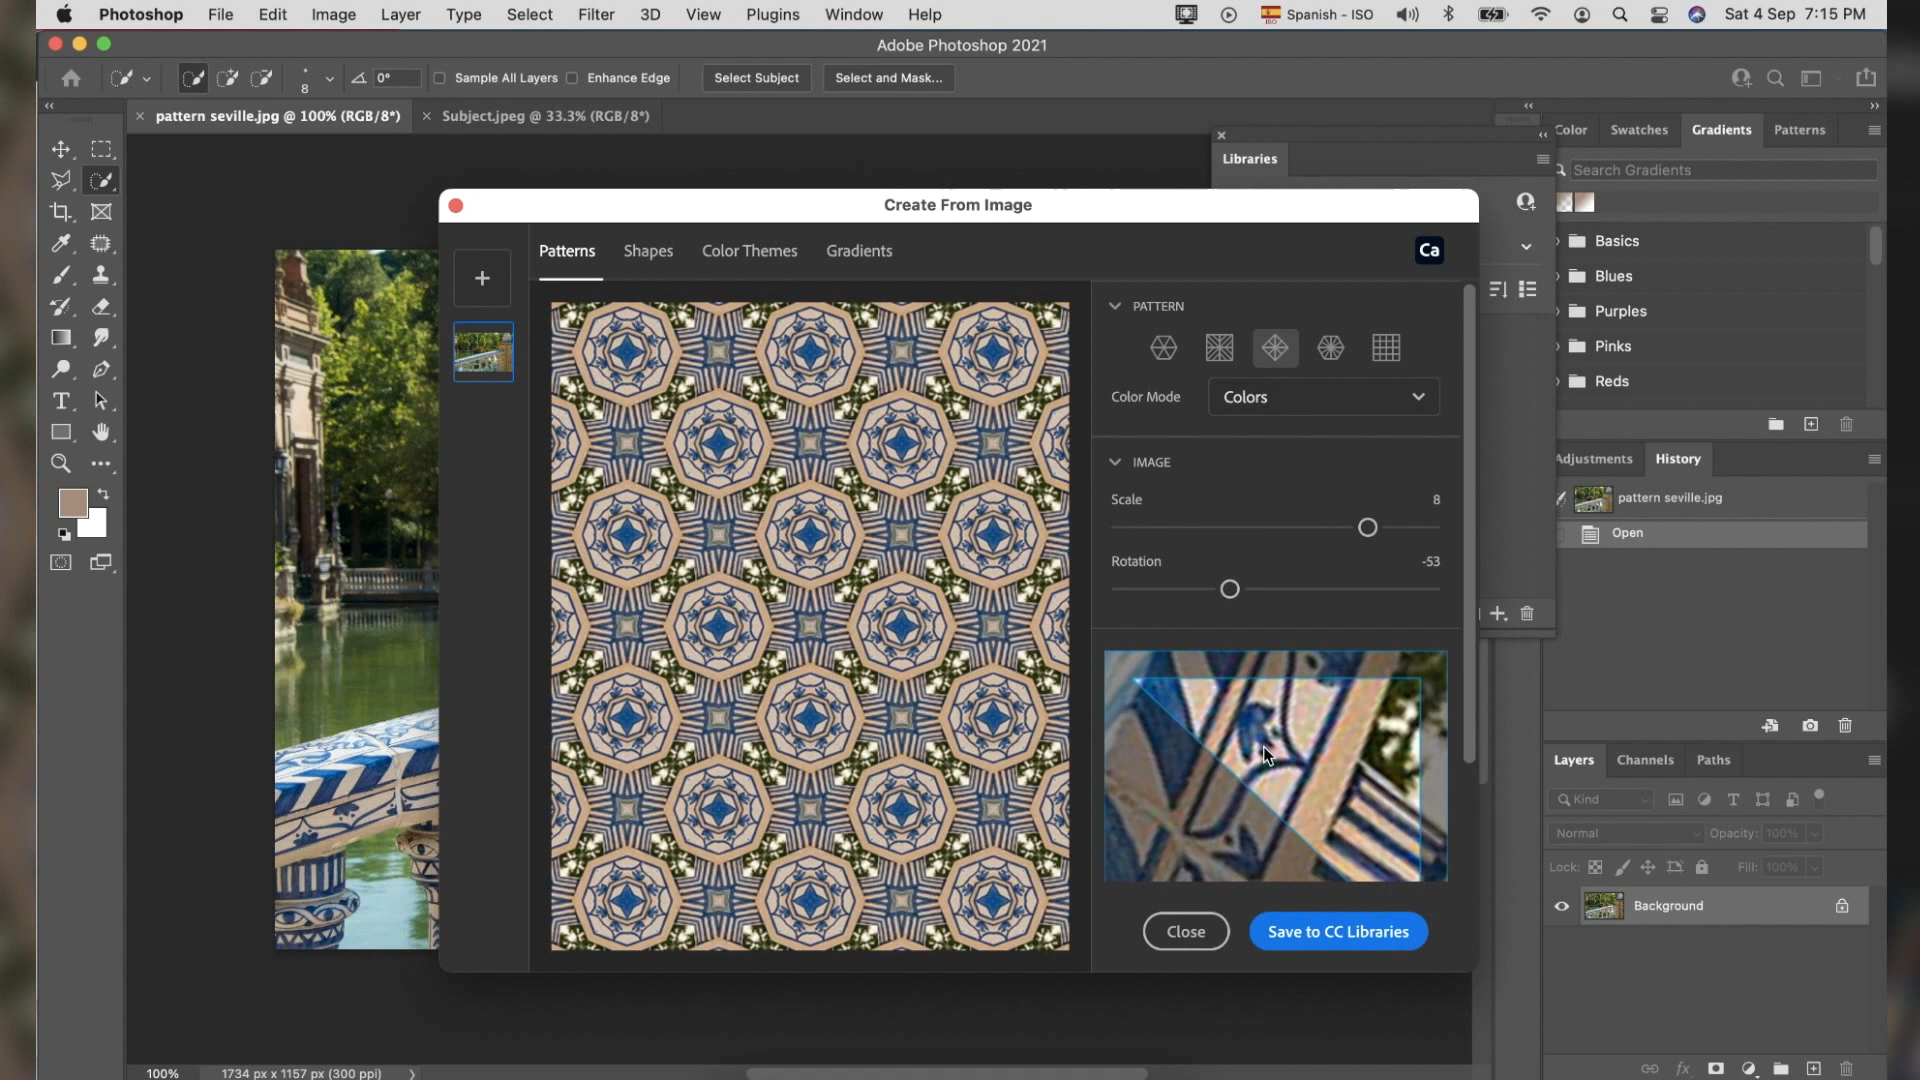 Photoshop File Edit Image Layer Type Select Filter 3D View Plugins Window Help Spanish - ISO Sat 4 Sep 7:15 PM
Adobe Photoshop 2021
8 0° Sample All Layers Enhance Edge Select Subject Select and Mask...
pattern seville.jpg @ 100% (RGB/8*) Subject.jpeg @ 33.3% (RGB/8*)
Color Swatches Gradients Patterns
Libraries
Search Gradients
Create From Image
Patterns Shapes Color Themes Gradients Ca
Basics
Blues
Purples
Pinks
Reds
PATTERN
Color Mode Colors
IMAGE
Scale 8
Rotation -53
Adjustments History
pattern seville.jpg
Open
Layers Channels Paths
Kind
Normal Opacity: 100%
Lock: Fill: 100%
Background
Close Save to CC Libraries
100% 1734 px x 1157 px (300 ppi)
fx